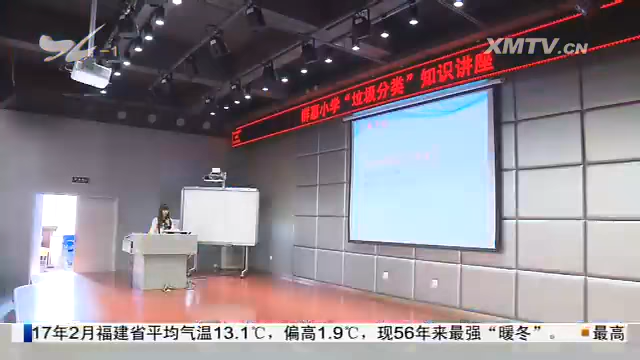 XMTV.CN
群惠小学“垃圾分类”知识讲座
17年2月福建省平均气温13.1℃，偏高1.9℃，现56年来最强“暖冬”。 ■最高